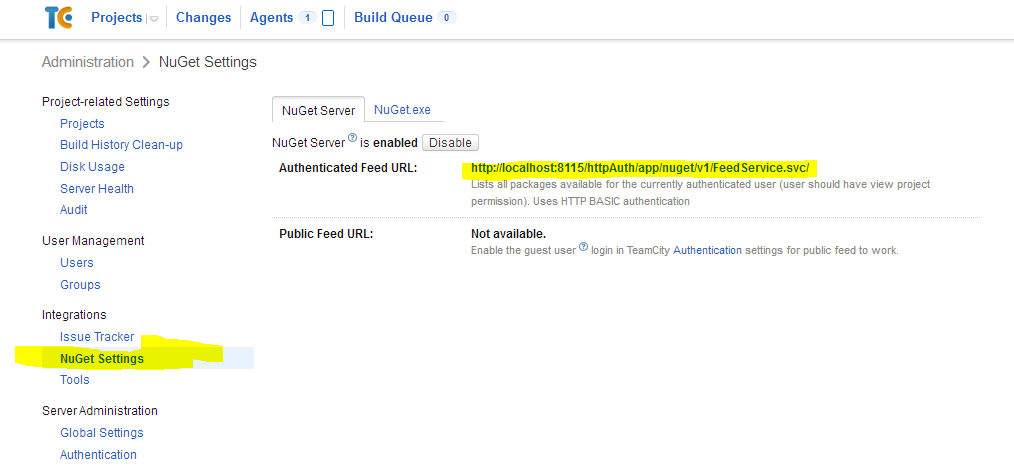 TC Projects Changes Agents 1 Build Queue 0
Administration > NuGet Settings
Project-related Settings
Projects
Build History Clean-up
Disk Usage
Server Health
Audit
User Management
Users
Groups
Integrations
Issue Tracker
NuGet Settings
Tools
Server Administration
Global Settings
Authentication
NuGet Server NuGet.exe
NuGet Server ? is enabled Disable
Authenticated Feed URL: http://localhost:8115/httpAuth/app/nuget/v1/FeedService.svc/
Lists all packages available for the currently authenticated user (user should have view project
permission). Uses HTTP BASIC authentication
Public Feed URL: Not available.
Enable the guest user ? login in TeamCity Authentication settings for public feed to work.